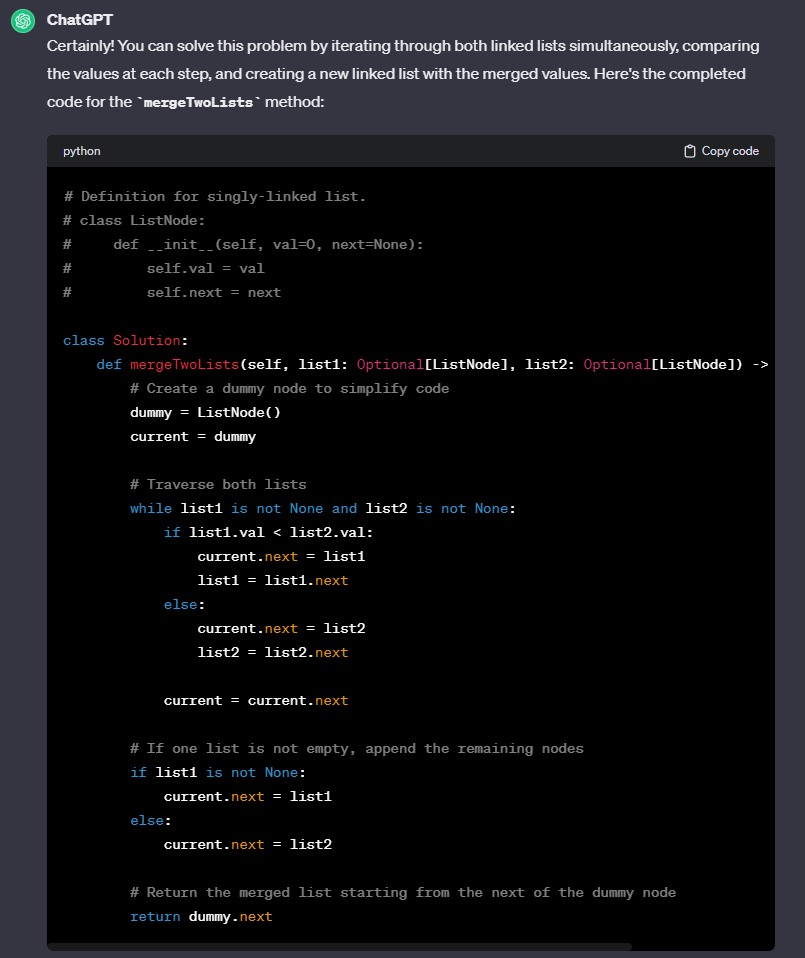 ChatGPT
Certainly! You can solve this problem by iterating through both linked lists simultaneously, comparing
the values at each step, and creating a new linked list with the merged values. Here's the completed
code for the `mergeTwoLists` method:
python
Copy code
# Definition for singly-linked list.
# class ListNode:
#     def __init__(self, val=0, next=None):
#         self.val = val
#         self.next = next
class Solution:
    def mergeTwoLists(self, list1: Optional[ListNode], list2: Optional[ListNode]) ->
        # Create a dummy node to simplify code
        dummy = ListNode()
        current = dummy
        # Traverse both lists
        while list1 is not None and list2 is not None:
            if list1.val < list2.val:
                current.next = list1
                list1 = list1.next
            else:
                current.next = list2
                list2 = list2.next
            current = current.next
        # If one list is not empty, append the remaining nodes
        if list1 is not None:
            current.next = list1
        else:
            current.next = list2
        # Return the merged list starting from the next of the dummy node
        return dummy.next